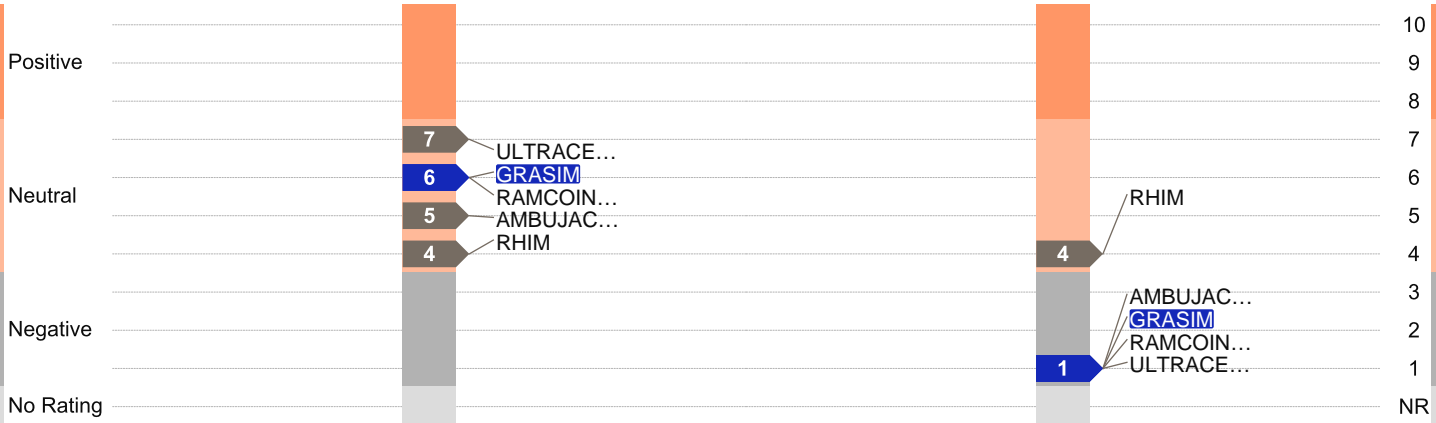 Positive
Neutral
Negative
No Rating
7
ULTRACE...
6
GRASIM
RAMCOIN...
5
AMBUJAC...
4
RHIM
RHIM
4
AMBUJAC...
GRASIM
RAMCOIN...
1
ULTRACE...
10
9
8
7
6
5
4
3
2
1
NR